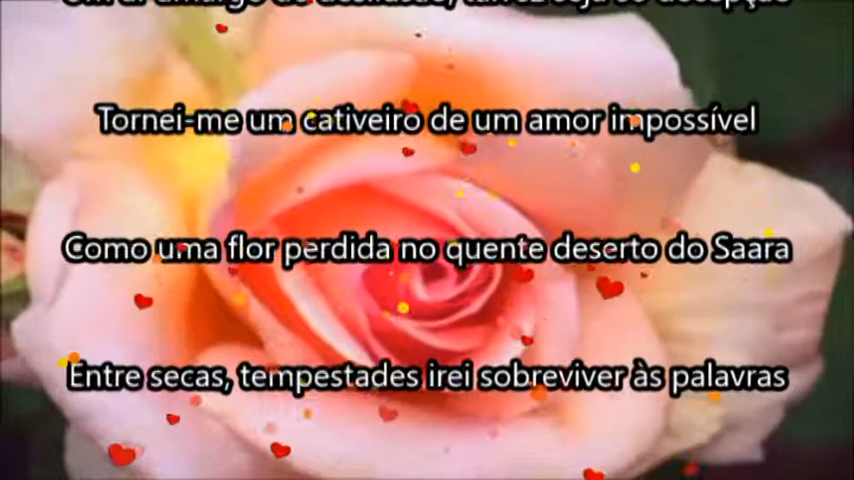 Tornei-me um cativeiro de um amor impossível
Como uma flor perdida no quente deserto do Saara
Entre secas, tempestades irei sobreviver às palavras